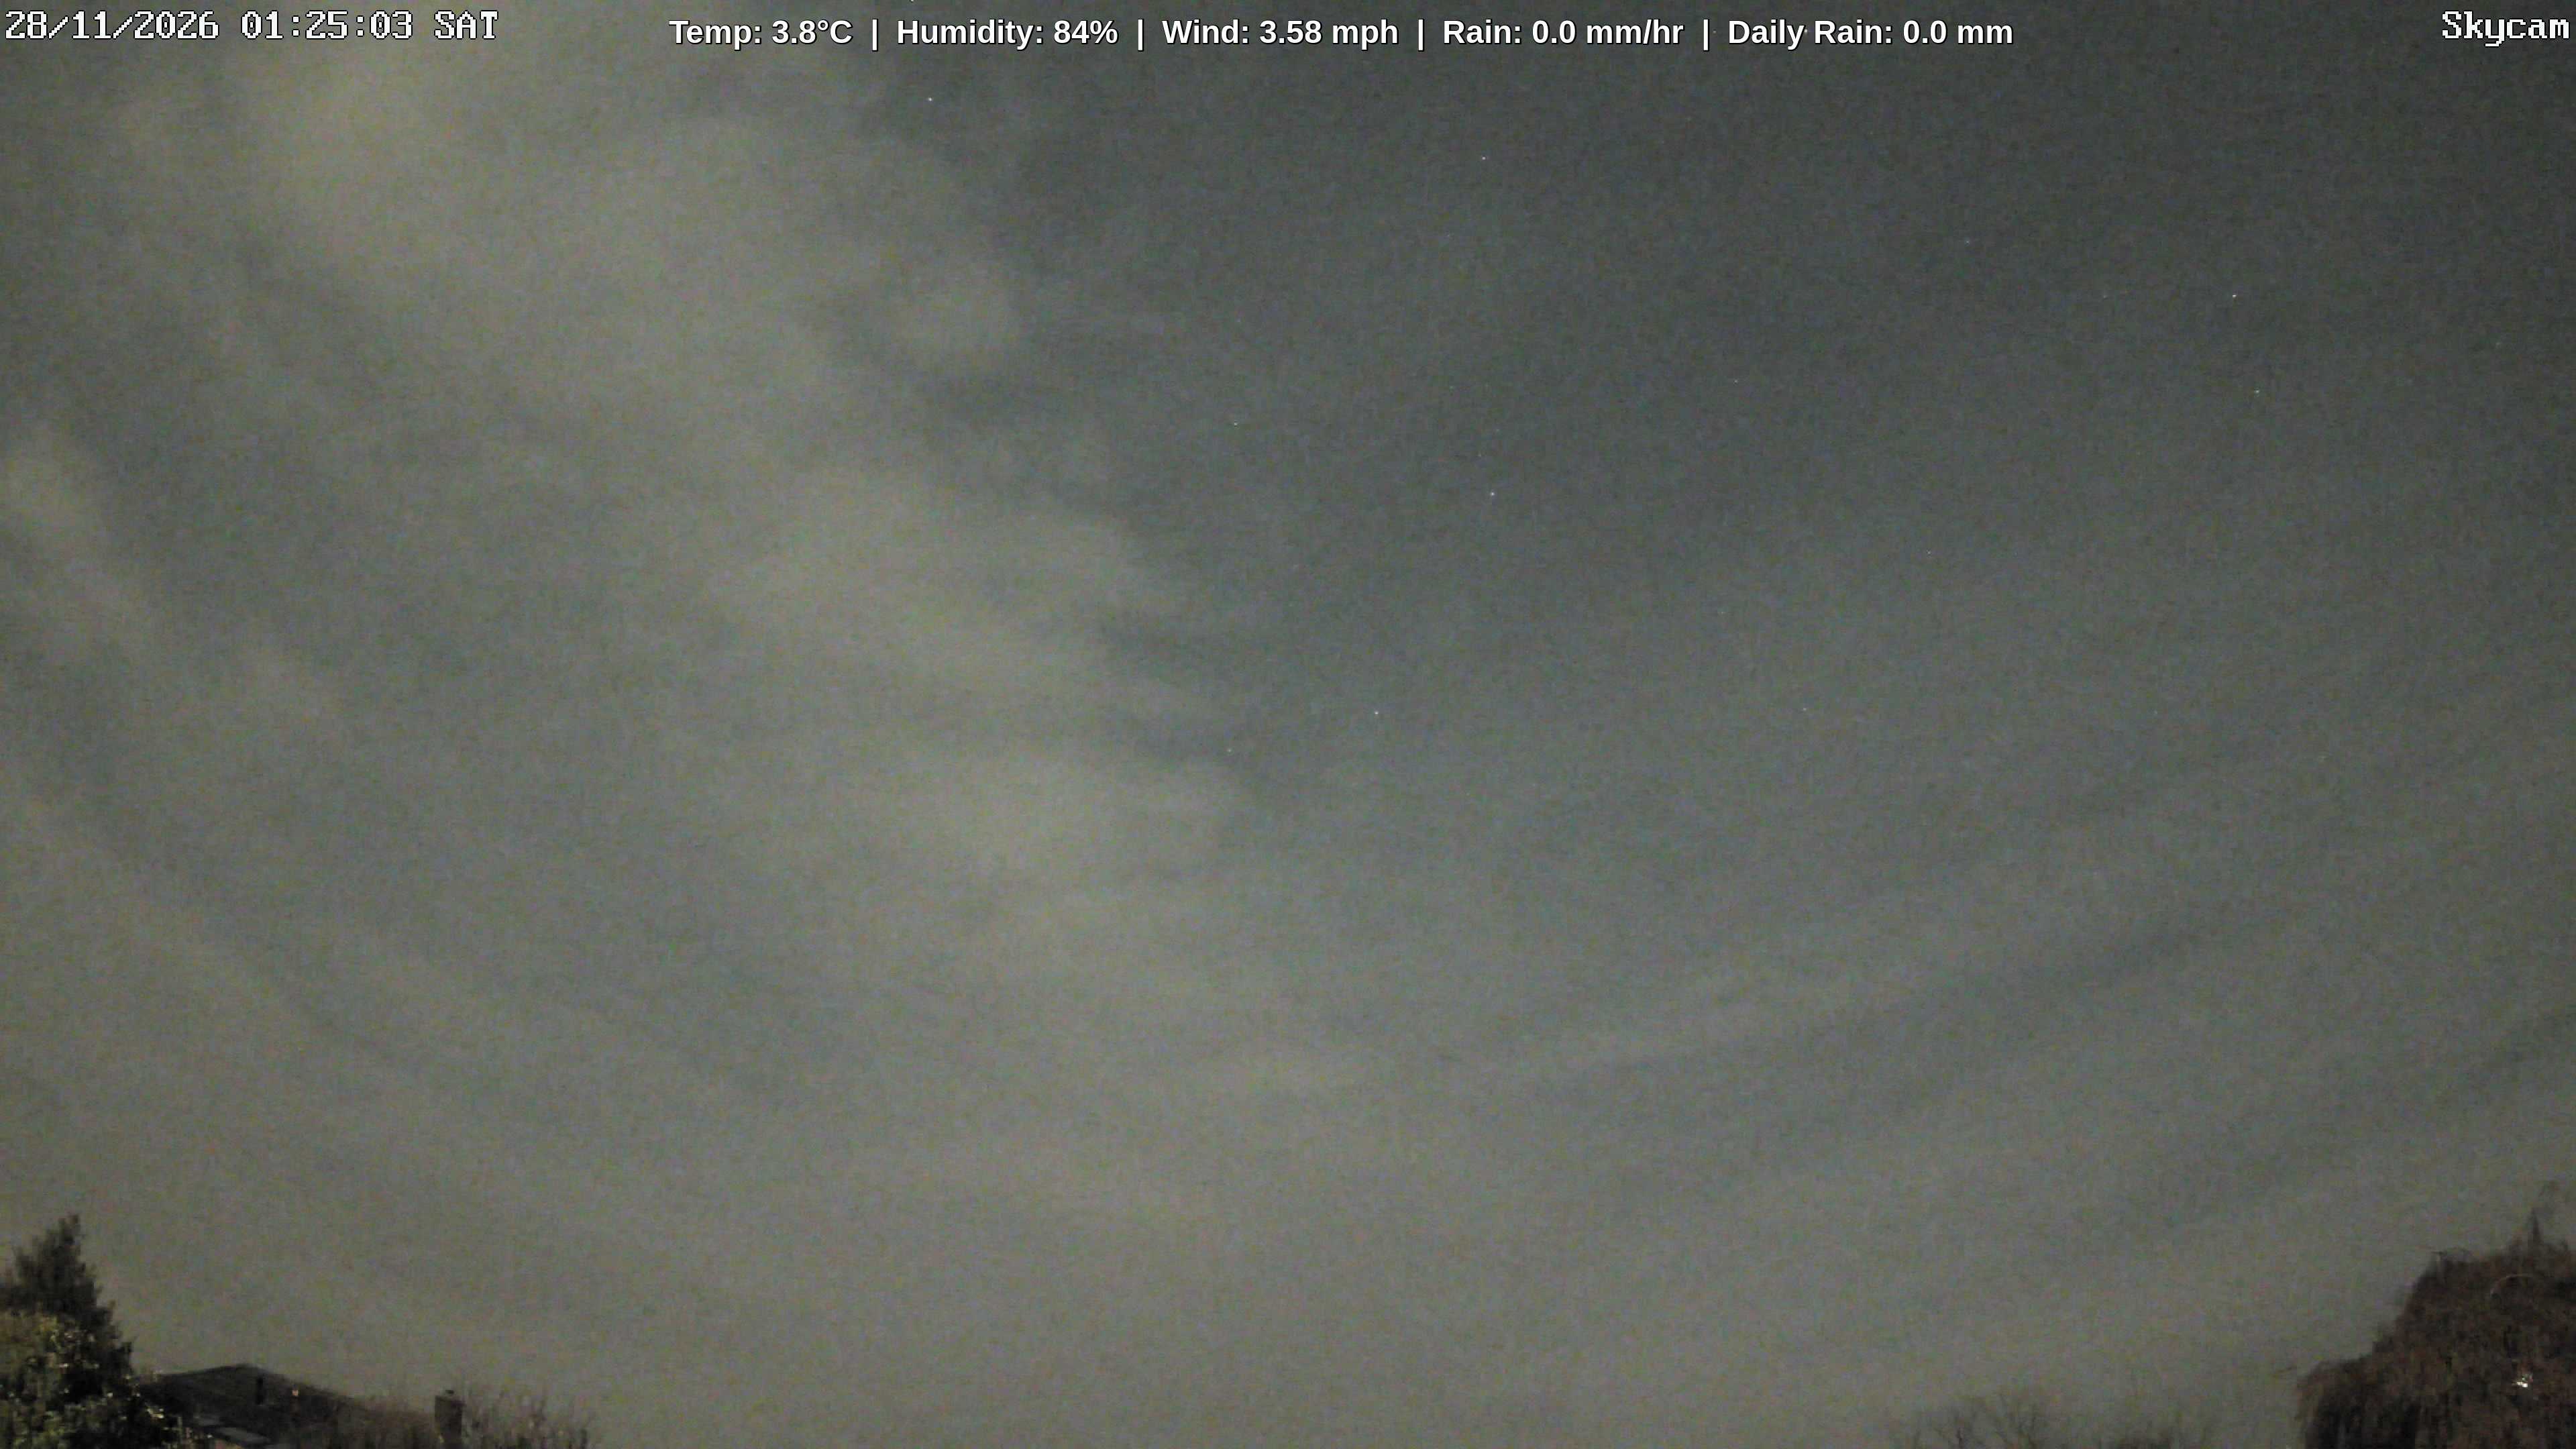 28/11/2026 01:25:03 SAT
Temp: 3.8°C | Humidity: 84% | Wind: 3.58 mph | Rain: 0.0 mm/hr | Daily Rain: 0.0 mm
Skycam